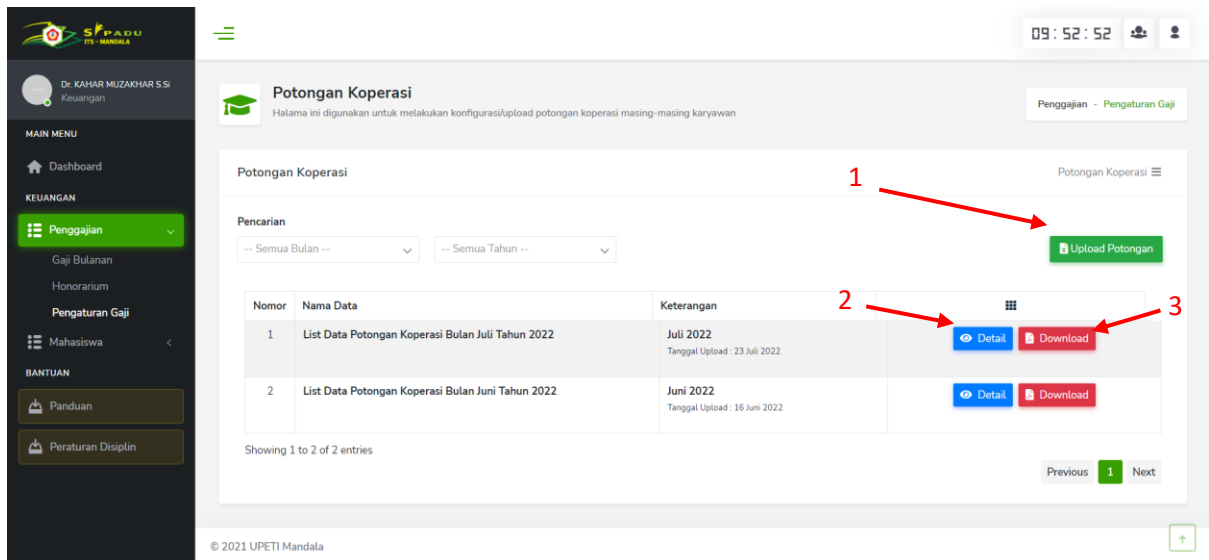 SIPADU
ITS - MANDALA
09:52:52
Dr. KAHAR MUZAKHAR S.Si
Keuangan
MAIN MENU
Dashboard
KEUANGAN
Penggajian
Gaji Bulanan
Honorarium
Pengaturan Gaji
Mahasiswa
BANTUAN
Panduan
Peraturan Disiplin
Potongan Koperasi
Halama ini digunakan untuk melakukan konfigurasi/upload potongan koperasi masing-masing karyawan
Penggajian - Pengaturan Gaji
Potongan Koperasi
Potongan Koperasi
1
Pencarian
-- Semua Bulan --
-- Semua Tahun --
Upload Potongan
2
3
Nomor Nama Data Keterangan
1 List Data Potongan Koperasi Bulan Juli Tahun 2022 Juli 2022 Detail Download
Tanggal Upload : 23 Juli 2022
2 List Data Potongan Koperasi Bulan Juni Tahun 2022 Juni 2022 Detail Download
Tanggal Upload : 16 Juni 2022
Showing 1 to 2 of 2 entries
Previous 1 Next
© 2021 UPETI Mandala